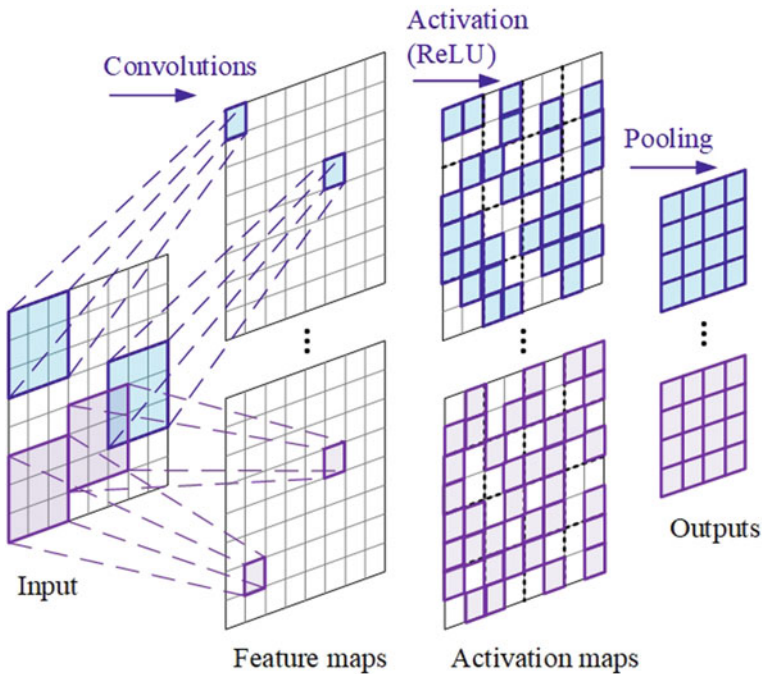 Convolutions
Activation
(ReLU)
Pooling
Input
Outputs
Feature maps
Activation maps